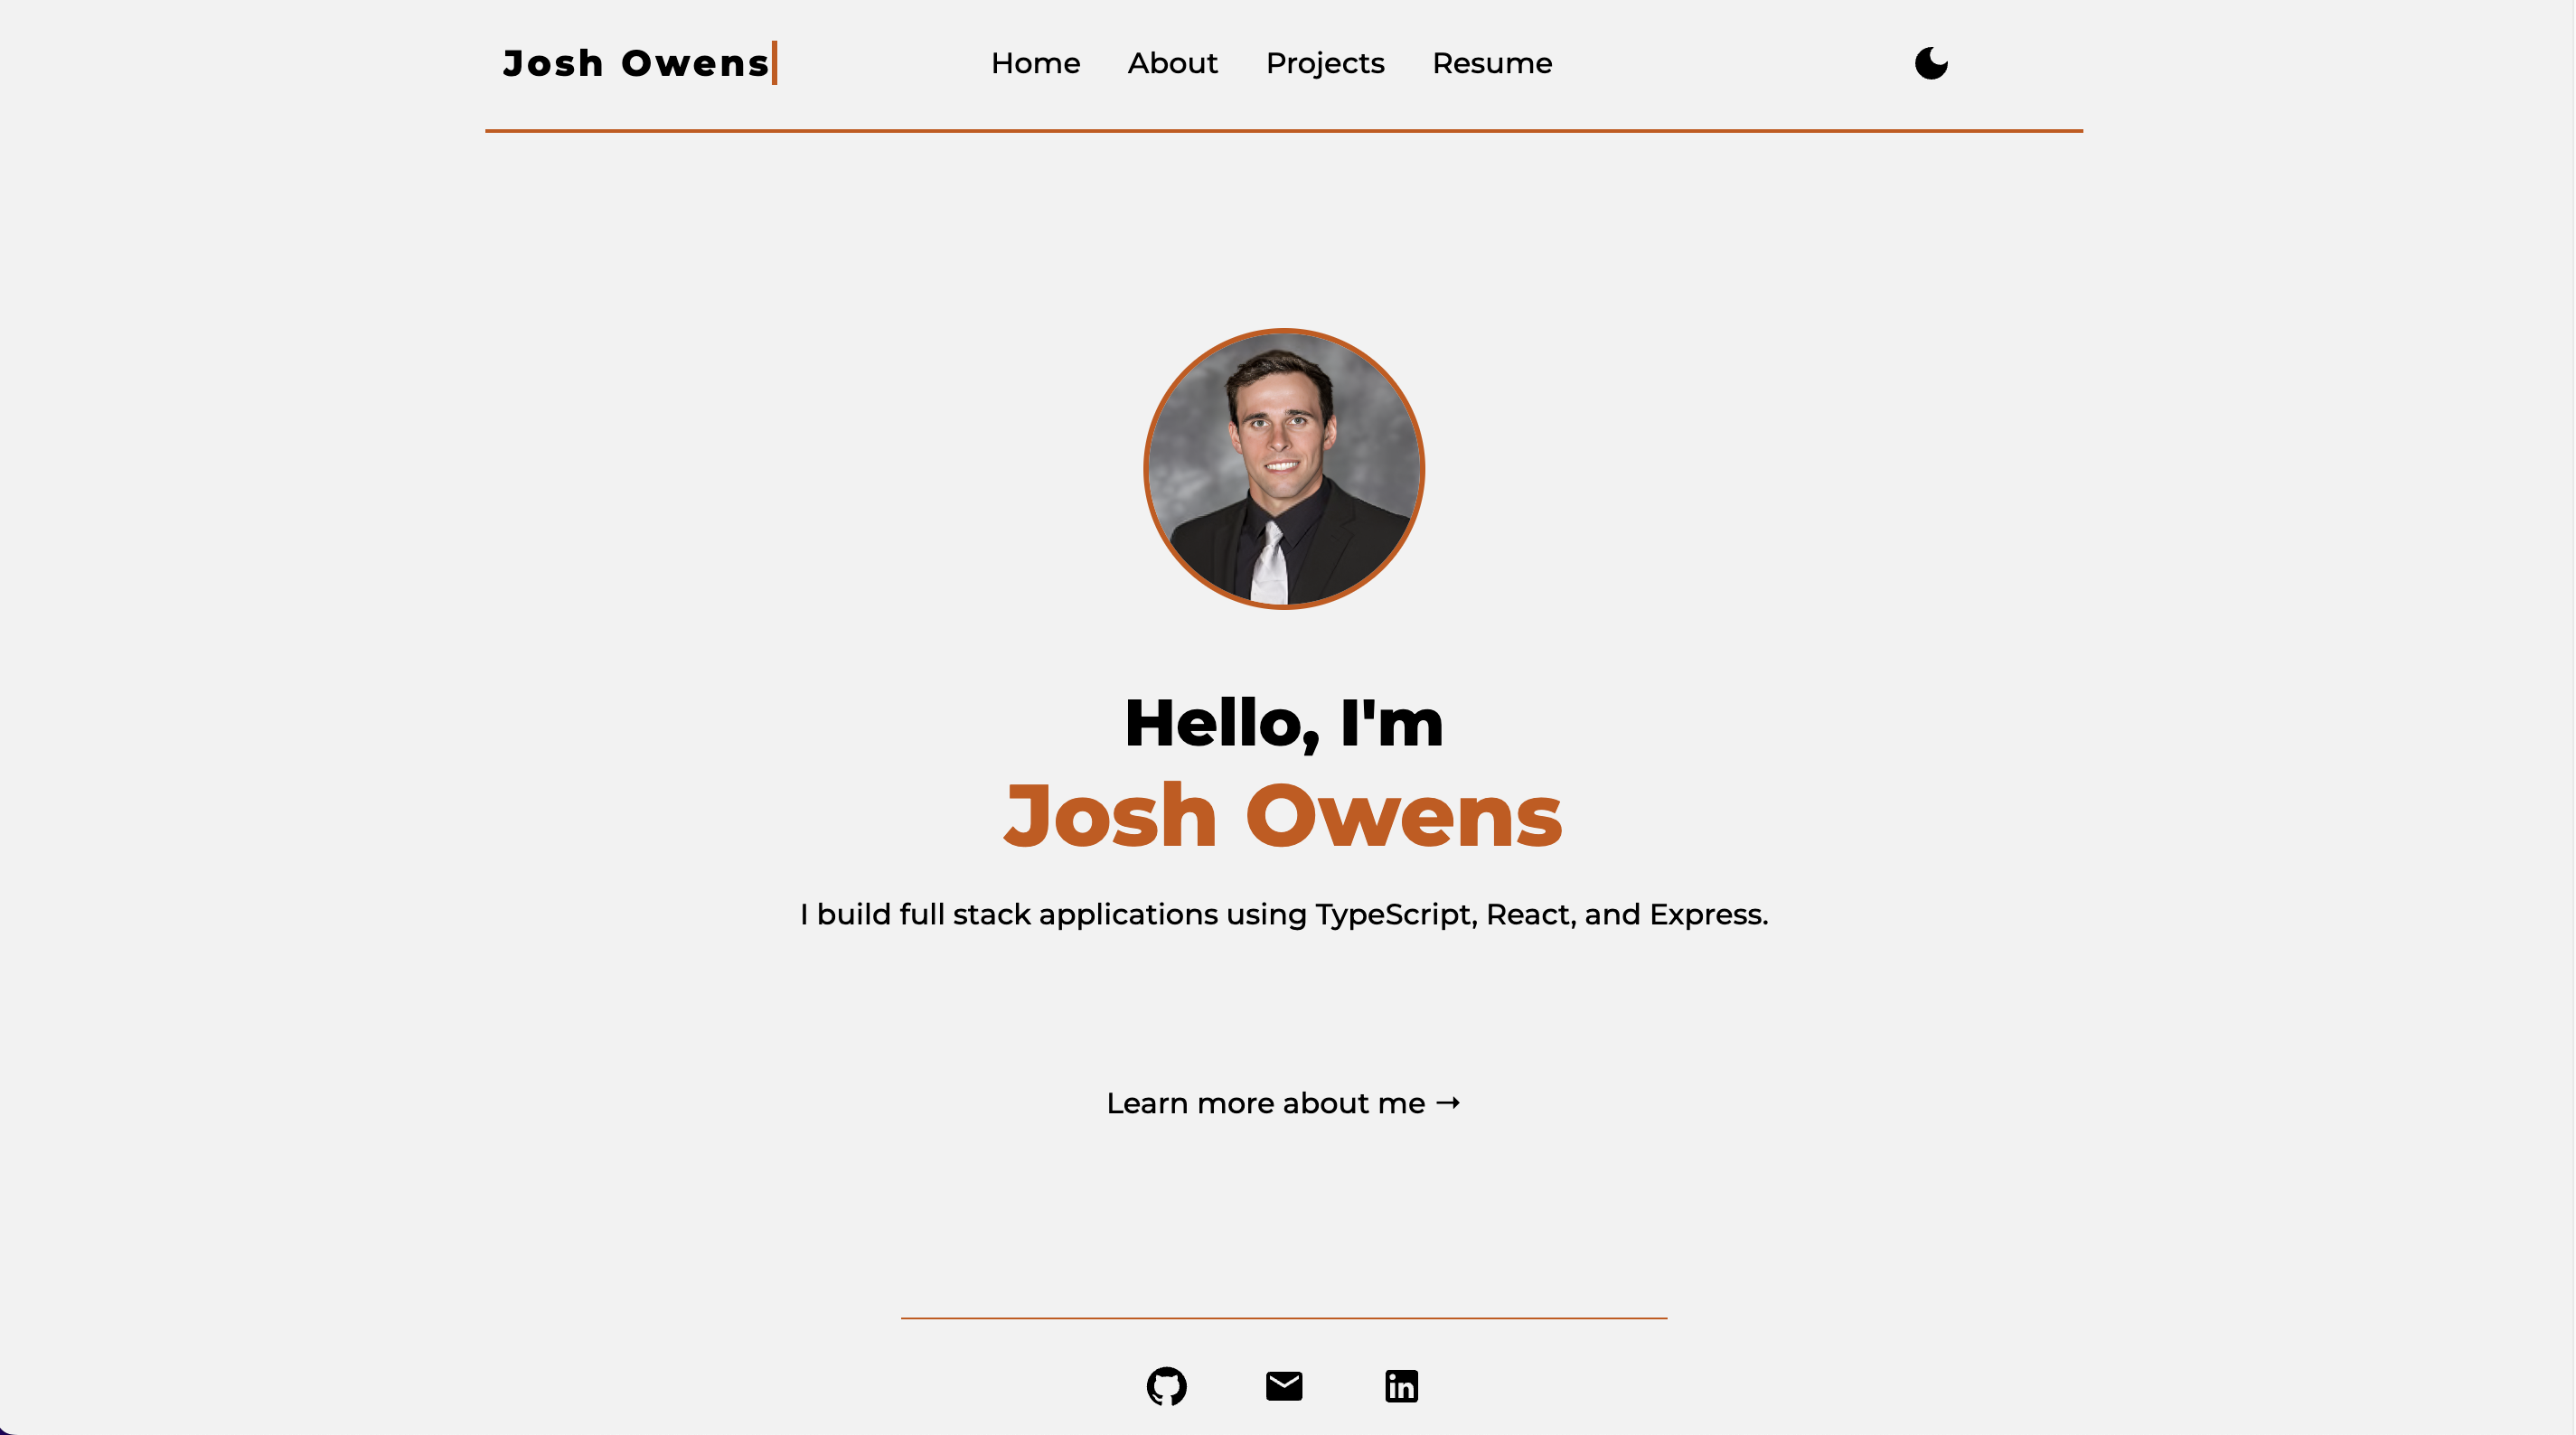 Josh Owens
Home About Projects Resume
Hello, I'm
Josh Owens
I build full stack applications using TypeScript, React, and Express.
Learn more about me →
in